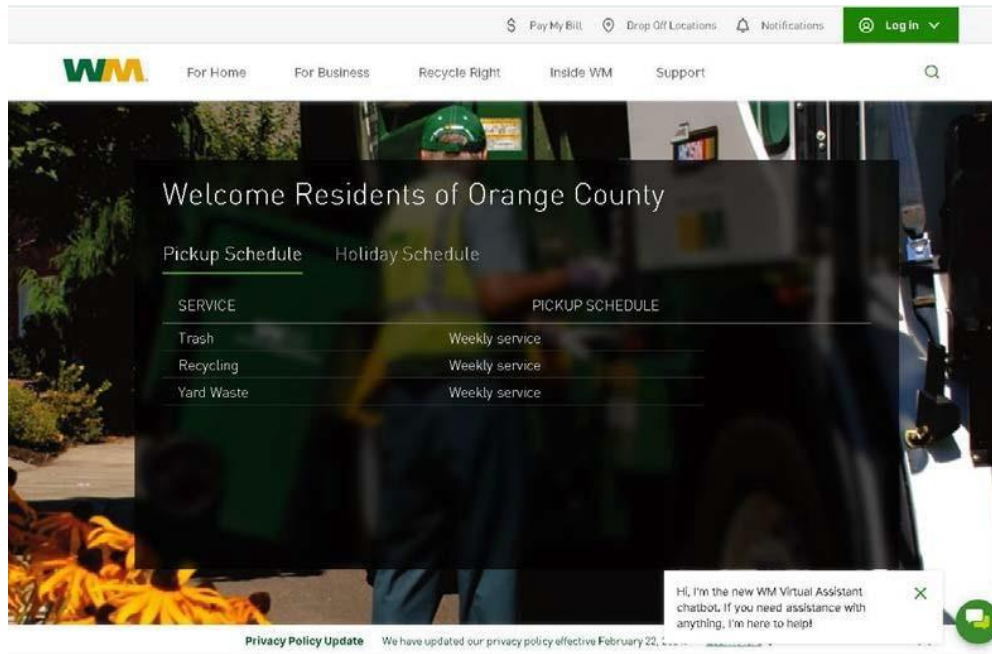 $ Pay My Bill Drop Off Locations Notifications Log in
WM. For Home For Business Recycle Right Inside WM Support
Welcome Residents of Orange County
Pickup Schedule Holiday Schedule
SERVICE PICKUP SCHEDULE
Trash Weekly service
Recycling Weekly service
Yard Waste Weekly service
Hi, I'm the new WM Virtual Assistant
chatbot. If you need assistance with
anything, I'm here to help!
Privacy Policy Update We have updated our privacy policy effective February 22,